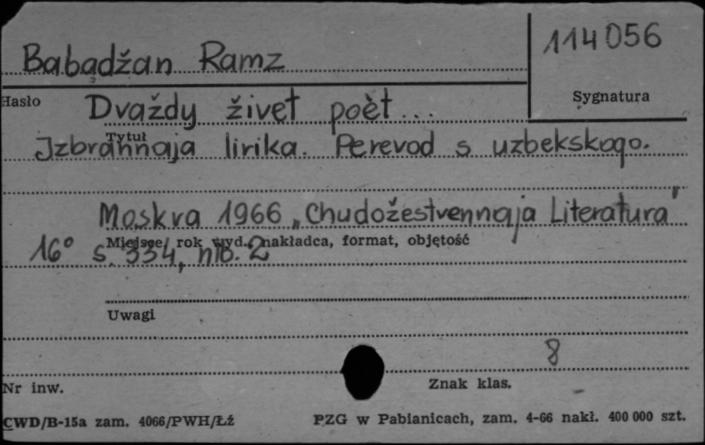 114056
Babadžan Ramz
Hasło
Sygnatura
Dvaždy živet poèt...
Tytuł
Izbrannaja lirika. Perevod s uzbekskogo.
Moskva 1966 „Chudožestvennaja Literatura"
Miejsce, rok wyd., nakładca, format, objętość
16° s. 334, nlb. 2
Uwagi
8
Nr inw.
Znak klas.
CWD/B-15a zam. 4066/PWH/Łź
PZG w Pabianicach, zam. 4-66 nakł. 400 000 szt.